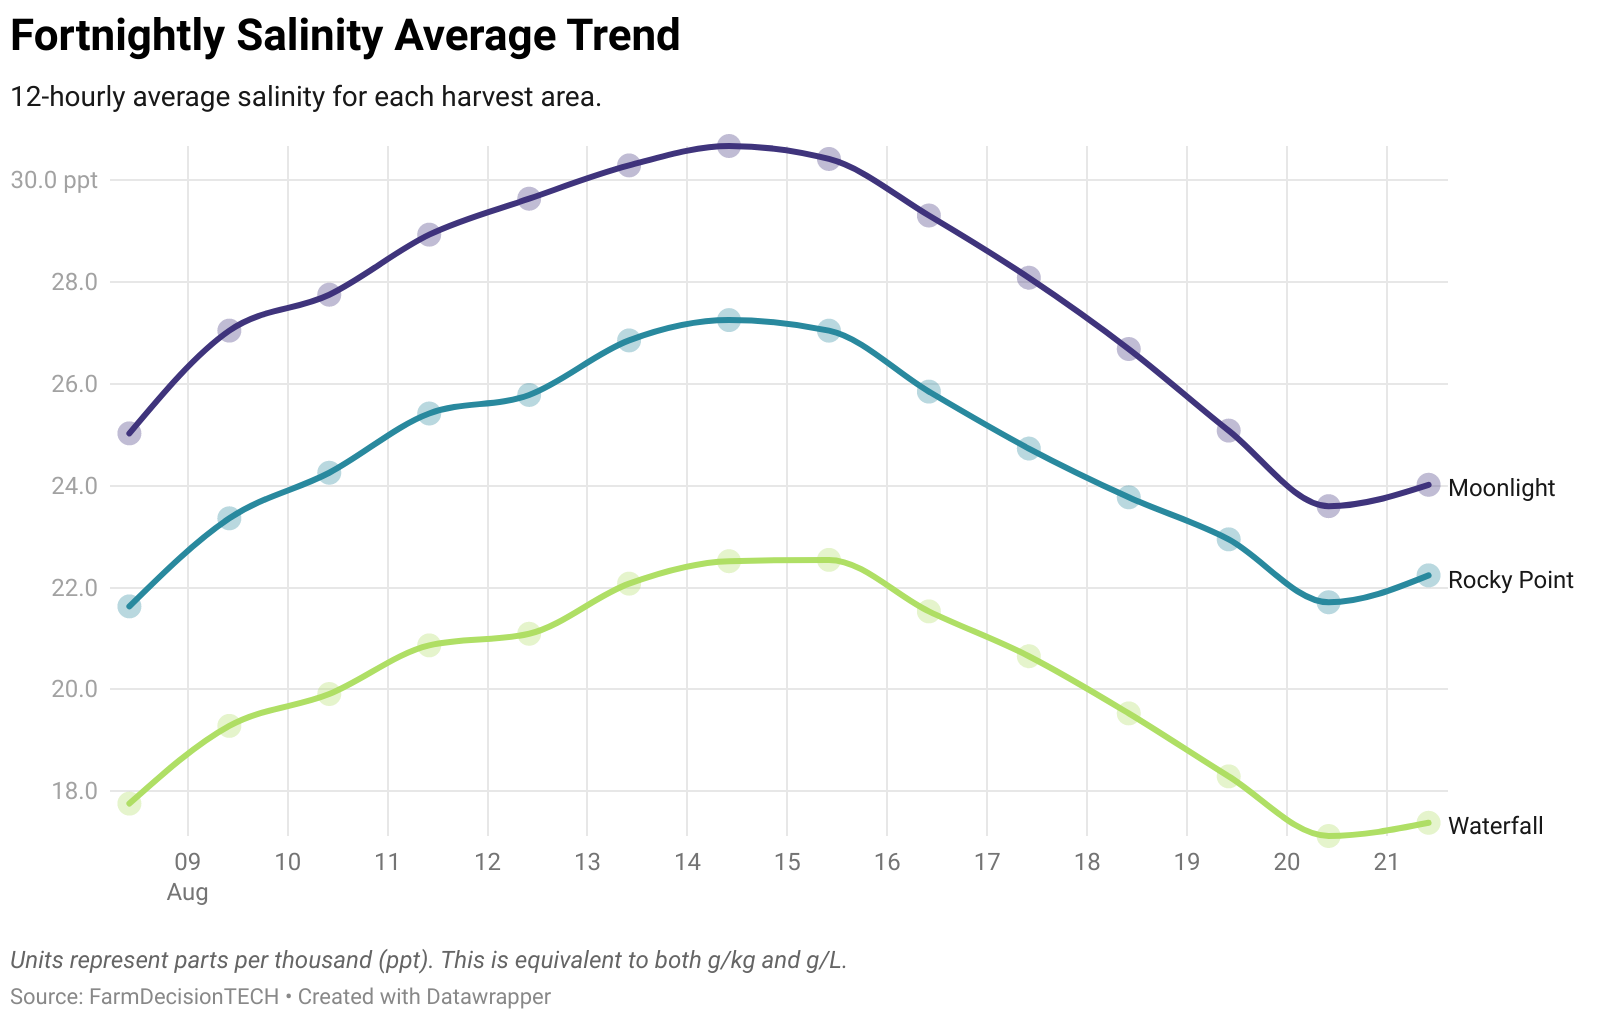 Fortnightly Salinity Average Trend
12-hourly average salinity for each harvest area.
30.0 ppt
28.0
26.0
24.0
22.0
20.0
18.0
Moonlight
Rocky Point
Waterfall
09 10 11 12 13 14 15 16 17 18 19 20 21
Aug
Units represent parts per thousand (ppt). This is equivalent to both g/kg and g/L.
Source: FarmDecisionTECH • Created with Datawrapper